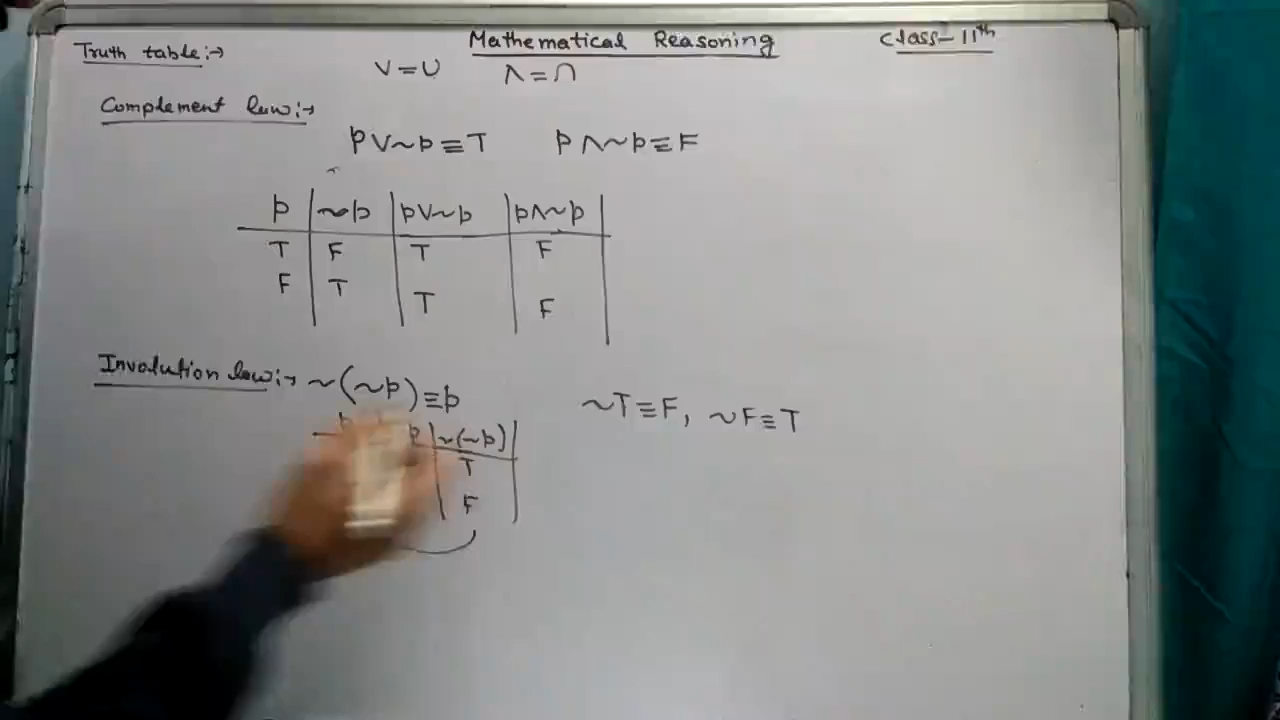 Truth table:→ Mathematical Reasoning Class-11th
V=U Λ=∩
Complement law:→
p∨~p≡T p∧~p≡F
p ~p p∨~p p∧~p
T F T F
F T T F
Involution law:→ ~(~p)≡p
~T≡F, ~F≡T
p ~(~p)
T
F